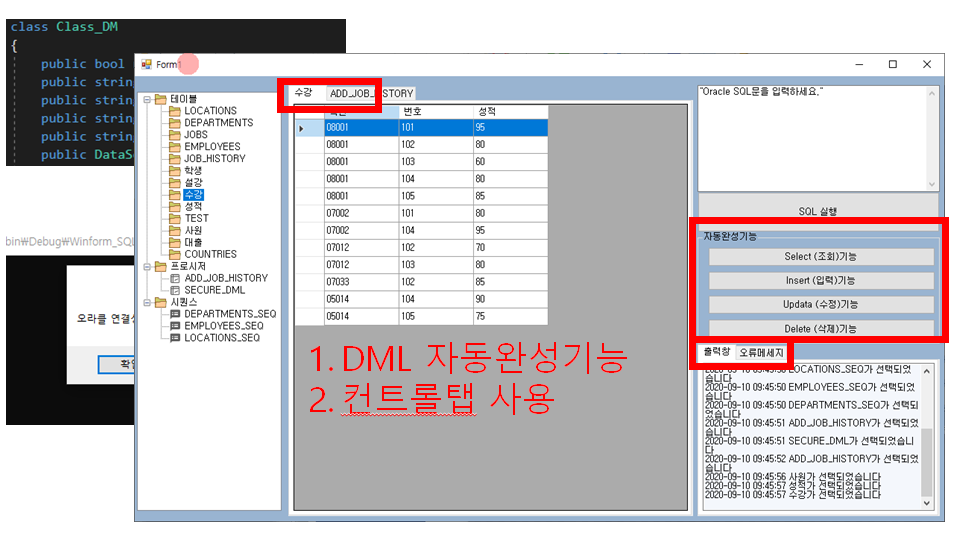 class Class_DM
{
public bool
public strin
public strin
public strin
public strin
public DataS
bin\Debug\Winform_SQL
오라클 연결성
확인
Form1
테이블
LOCATIONS
DEPARTMENTS
JOBS
EMPLOYEES
JOB_HISTORY
학생
설강
수강
성적
TEST
사원
대출
COUNTRIES
프로시저
ADD_JOB_HISTORY
SECURE_DML
시퀀스
DEPARTMENTS_SEQ
EMPLOYEES_SEQ
LOCATIONS_SEQ
수강 ADD_JOB_HISTORY
번호 성적
08001 101 95
08001 102 80
08001 103 60
08001 104 80
08001 105 85
07002 101 80
07002 104 95
07012 102 70
07012 103 80
07033 102 85
05014 104 90
05014 105 75
1. DML 자동완성기능
2. 컨트롤탭 사용
"Oracle SQL문을 입력하세요."
SQL 실행
자동완성기능
Select (조회)기능
Insert (입력)기능
Updata (수정)기능
Delete (삭제)기능
출력창 오류메세지
2020-09-10 09:45:50 LOCATIONS_SEQ가 선택되었
습니다
2020-09-10 09:45:50 EMPLOYEES_SEQ가 선택되
었습니다
2020-09-10 09:45:50 DEPARTMENTS_SEQ가 선택되
었습니다
2020-09-10 09:45:51 ADD_JOB_HISTORY가 선택되었
습니다
2020-09-10 09:45:51 SECURE_DML가 선택되었습니
다
2020-09-10 09:45:52 ADD_JOB_HISTORY가 선택되었
습니다
2020-09-10 09:45:56 사원가 선택되었습니다
2020-09-10 09:45:57 성적가 선택되었습니다
2020-09-10 09:45:57 수강가 선택되었습니다